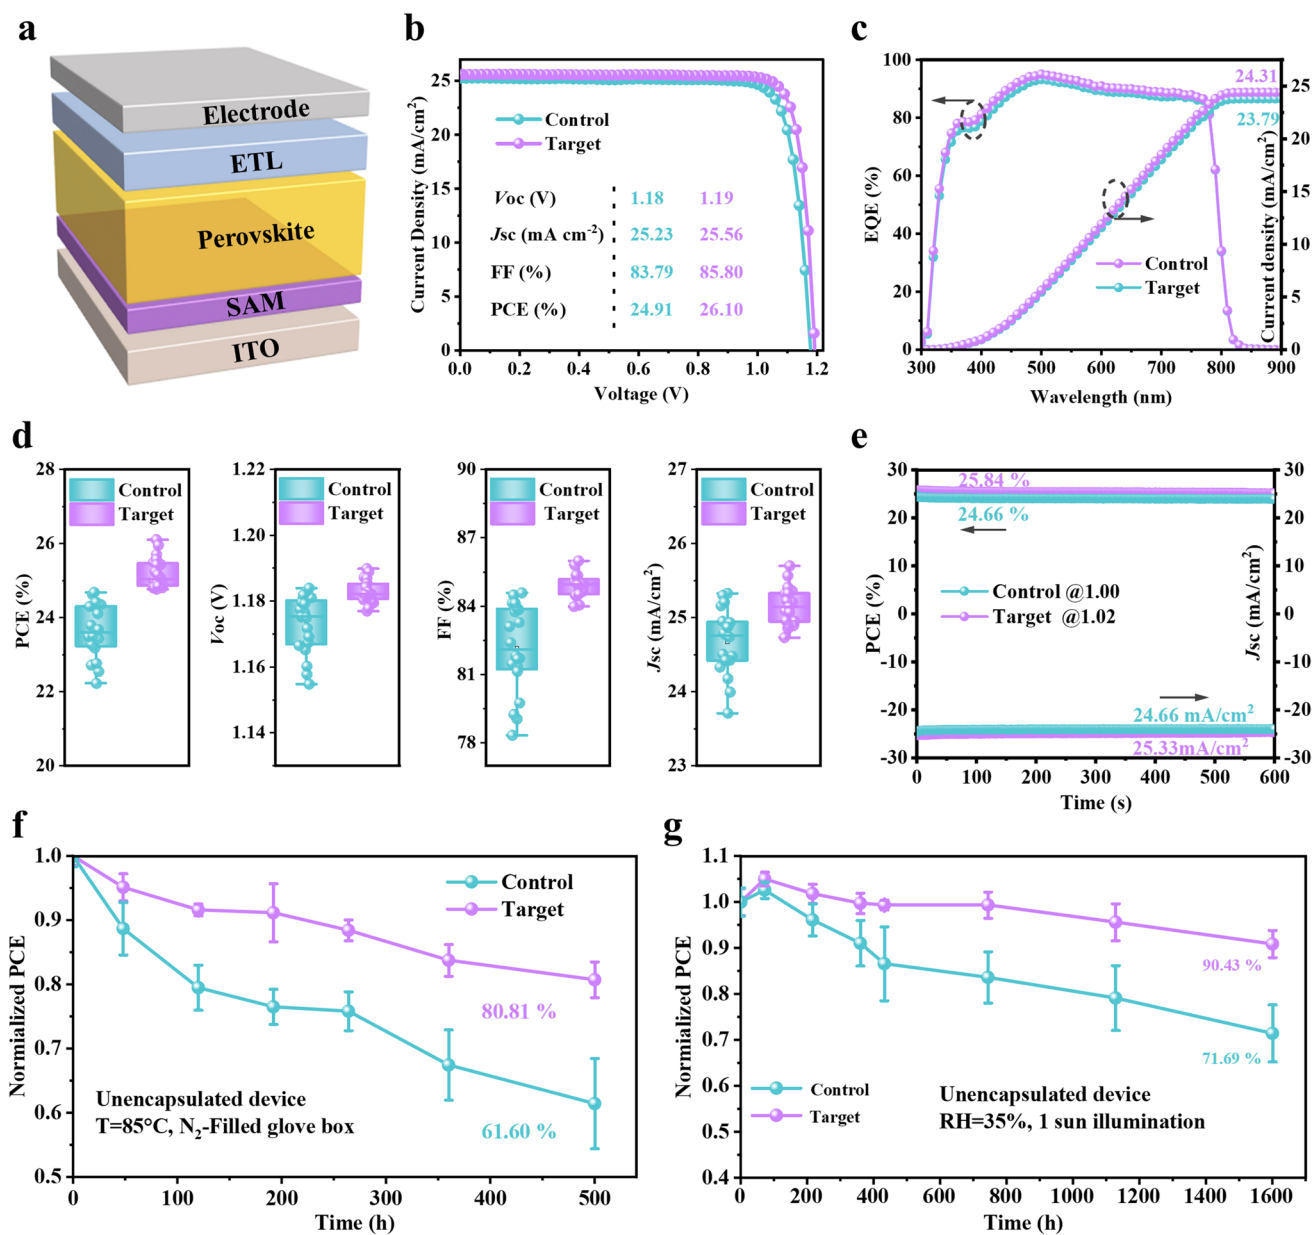 a
Electrode
ETL
Perovskite
SAM
ITO
b
Current Density (mA/cm2)
25
20
15
10
5
0
Control
Target
Voc (V) 1.18 1.19
Jsc (mA cm-2) 25.23 25.56
FF (%) 83.79 85.80
PCE (%) 24.91 26.10
0.0 0.2 0.4 0.6 0.8 1.0 1.2
Voltage (V)
c
EQE (%)
100
80
60
40
20
0
24.31
23.79
Control
Target
25
20
15
10
5
0
Current density (mA/cm2)
300 400 500 600 700 800 900
Wavelength (nm)
d
PCE (%)
28
26
24
22
20
Control
Target
Voc (V)
1.22
1.20
1.18
1.16
1.14
Control
Target
FF (%)
90
87
84
81
78
Control
Target
Jsc (mA/cm2)
27
26
25
24
23
Control
Target
e
PCE (%)
30
20
10
0
-10
-20
-30
25.84 %
24.66 %
Control @1.00
Target @1.02
24.66 mA/cm2
25.33mA/cm2
30
20
10
0
-10
-20
-30
Jsc (mA/cm2)
0 100 200 300 400 500 600
Time (s)
f
Normialized PCE
1.0
0.9
0.8
0.7
0.6
0.5
Control
Target
80.81 %
61.60 %
Unencapsulated device
T=85°C, N2-Filled glove box
0 100 200 300 400 500
Time (h)
g
Normialized PCE
1.1
1.0
0.9
0.8
0.7
0.6
0.5
0.4
90.43 %
71.69 %
Control
Target
Unencapsulated device
RH=35%, 1 sun illumination
0 200 400 600 800 1000 1200 1400 1600
Time (h)